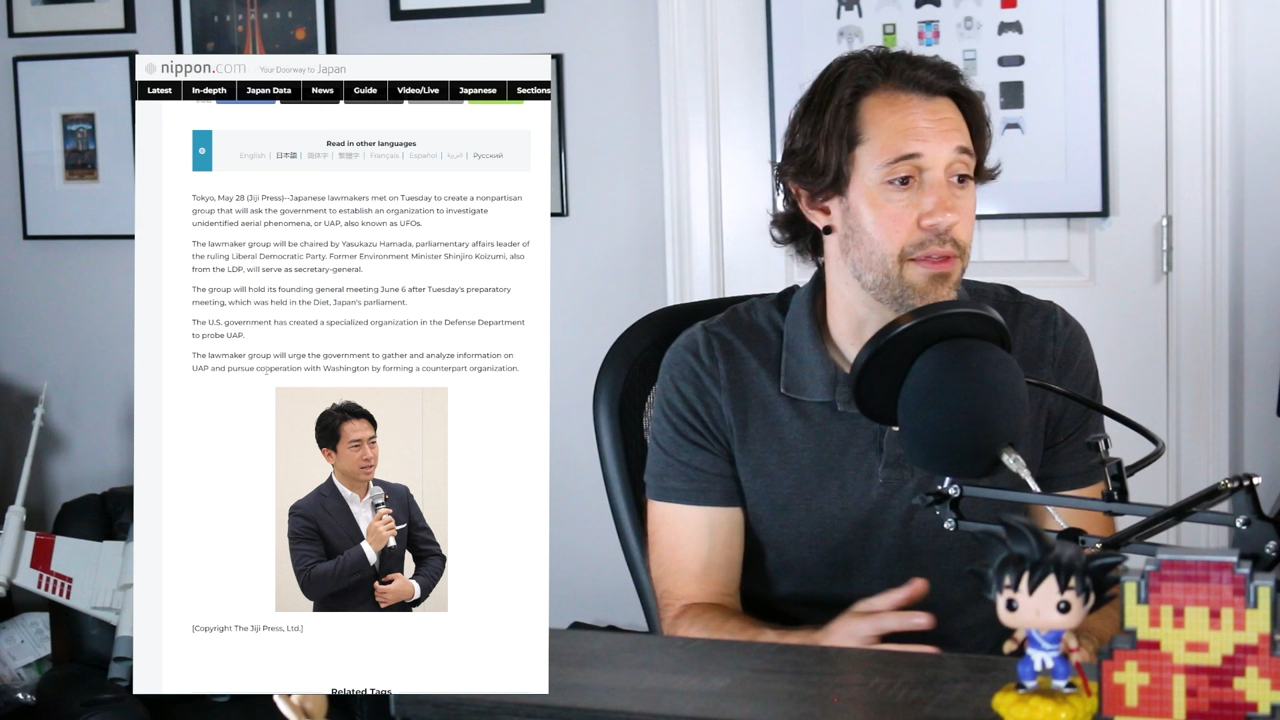 EXPANSE
nippon.com Your Doorway to Japan
Latest In-depth Japan Data News Guide Video/Live Japanese Sections
Read in other languages
English | 日本語 | 简体字 | 繁體字 | Français | Español | العربية | Русский
Tokyo, May 28 (Jiji Press)--Japanese lawmakers met on Tuesday to create a nonpartisan
group that will ask the government to establish an organization to investigate
unidentified aerial phenomena, or UAP, also known as UFOs.
The lawmaker group will be chaired by Yasukazu Hamada, parliamentary affairs leader of
the ruling Liberal Democratic Party. Former Environment Minister Shinjiro Koizumi, also
from the LDP, will serve as secretary-general.
The group will hold its founding general meeting June 6 after Tuesday's preparatory
meeting, which was held in the Diet, Japan's parliament.
The U.S. government has created a specialized organization in the Defense Department
to probe UAP.
The lawmaker group will urge the government to gather and analyze information on
UAP and pursue cooperation with Washington by forming a counterpart organization.
[Copyright The Jiji Press, Ltd.]
Related Tags